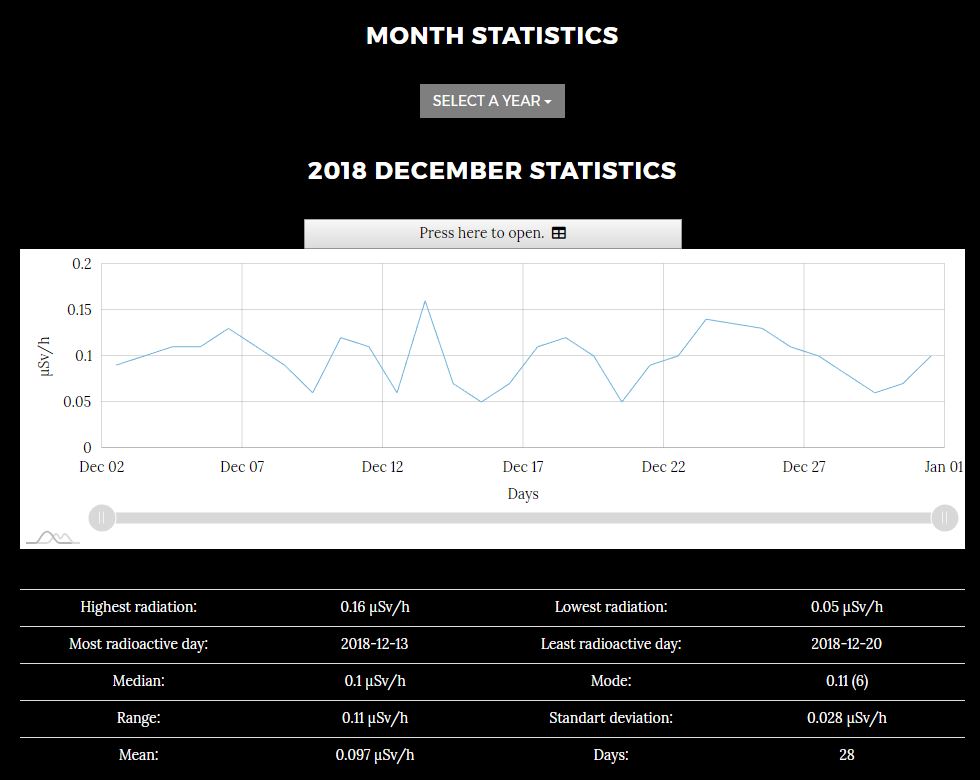 MONTH STATISTICS
SELECT A YEAR
2018 DECEMBER STATISTICS
Press here to open.
0.2
0.15
0.1
0.05
0
µSv/h
Dec 02 Dec 07 Dec 12 Dec 17 Dec 22 Dec 27 Jan 01
Days
Highest radiation: 0.16 µSv/h Lowest radiation: 0.05 µSv/h
Most radioactive day: 2018-12-13 Least radioactive day: 2018-12-20
Median: 0.1 µSv/h Mode: 0.11 (6)
Range: 0.11 µSv/h Standart deviation: 0.028 µSv/h
Mean: 0.097 µSv/h Days: 28